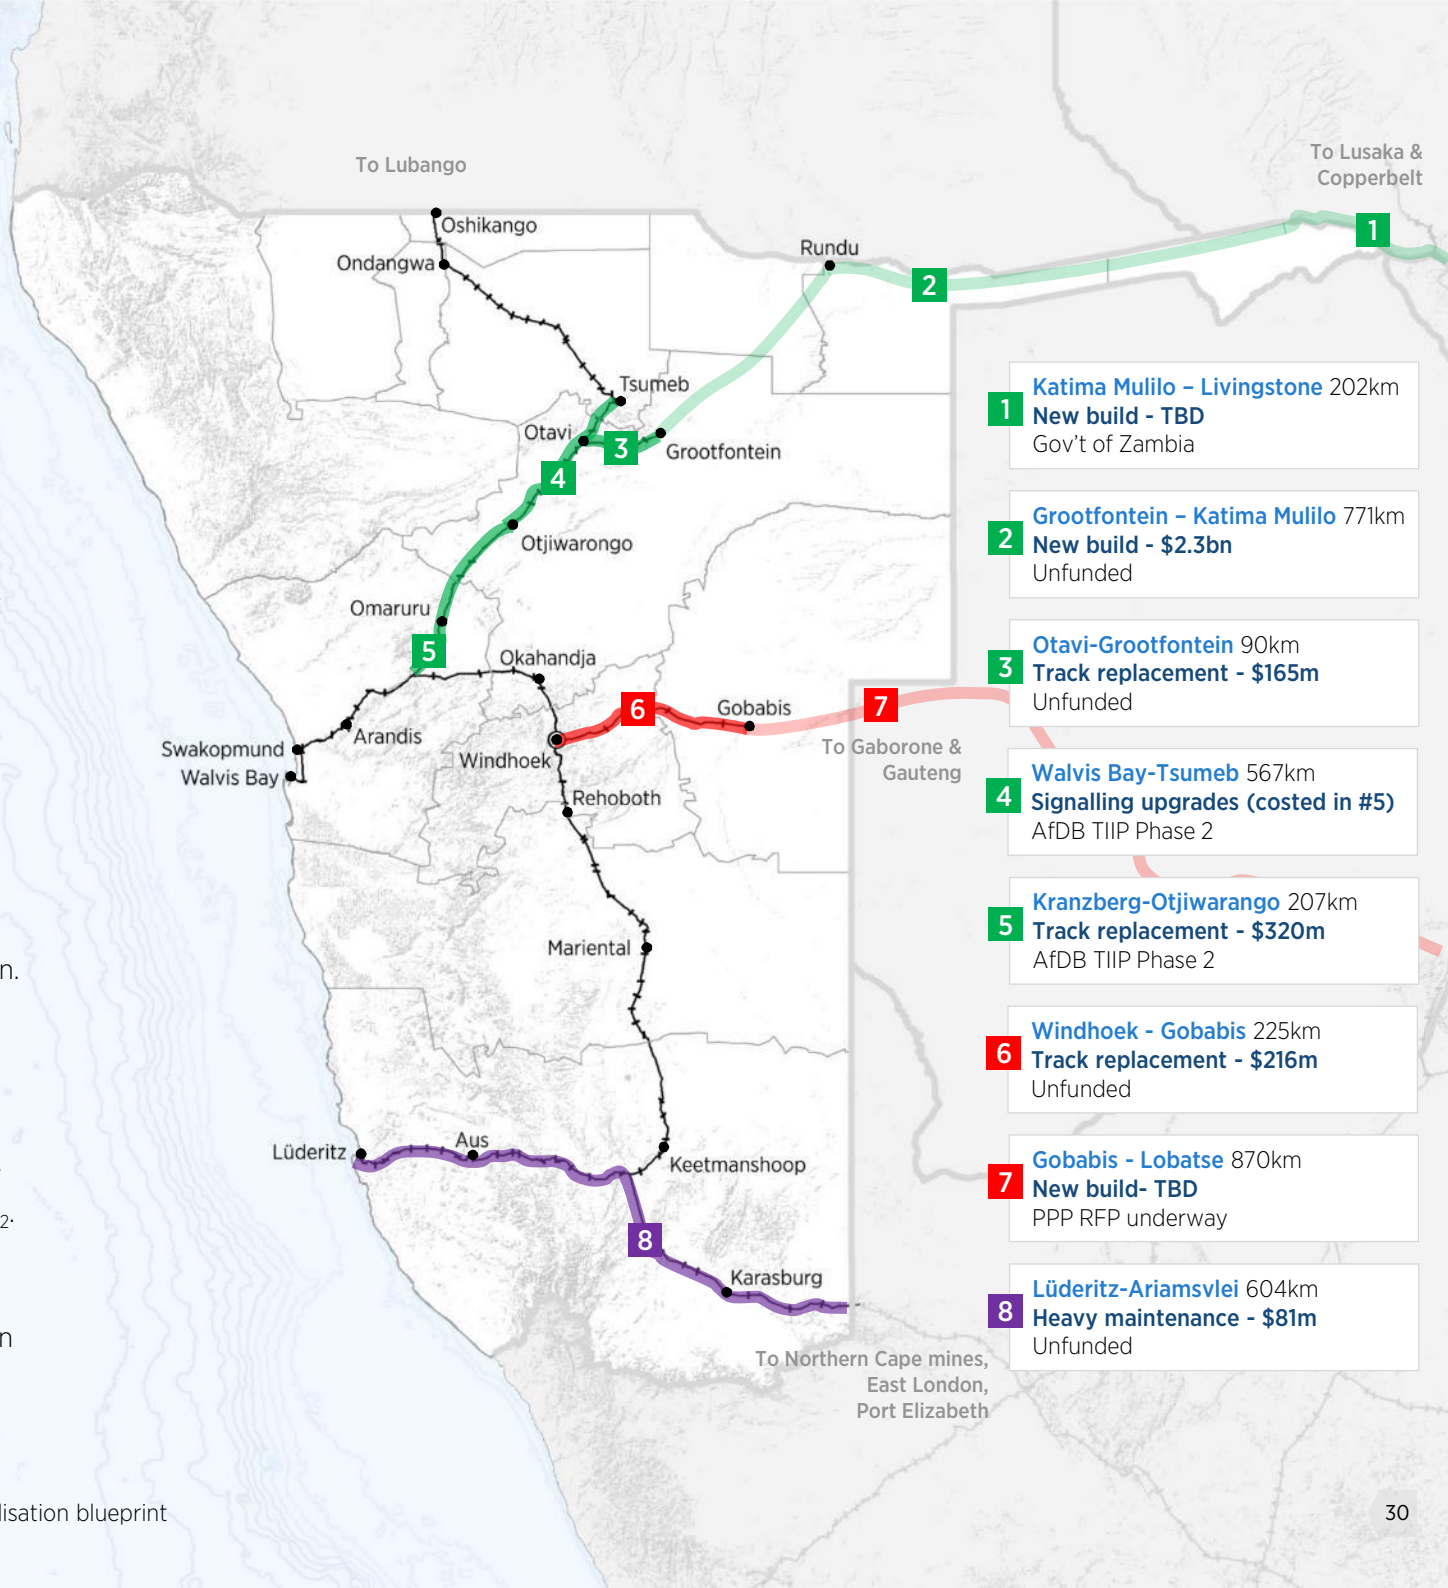 To Lubango
To Lusaka &
Copperbelt
Oshikango
Ondangwa
Rundu
1
2
Tsumeb
Otavi
3
Grootfontein
4
Otjiwarongo
Omaruru
5
Okahandja
Arandis
Swakopmund
Walvis Bay
Windhoek
6
Gobabis
7
To Gaborone &
Gauteng
Rehoboth
Mariental
Lüderitz
Aus
Keetmanshoop
8
Karasburg
To Northern Cape mines,
East London,
Port Elizabeth
1
Katima Mulilo – Livingstone 202km
New build - TBD
Gov't of Zambia
2
Grootfontein – Katima Mulilo 771km
New build - $2.3bn
Unfunded
3
Otavi-Grootfontein 90km
Track replacement - $165m
Unfunded
4
Walvis Bay-Tsumeb 567km
Signalling upgrades (costed in #5)
AfDB TIIP Phase 2
5
Kranzberg-Otjiwarango 207km
Track replacement - $320m
AfDB TIIP Phase 2
6
Windhoek - Gobabis 225km
Track replacement - $216m
Unfunded
7
Gobabis - Lobatse 870km
New build- TBD
PPP RFP underway
8
Lüderitz-Ariamsvlei 604km
Heavy maintenance - $81m
Unfunded
n.
2.
n
lisation blueprint
30